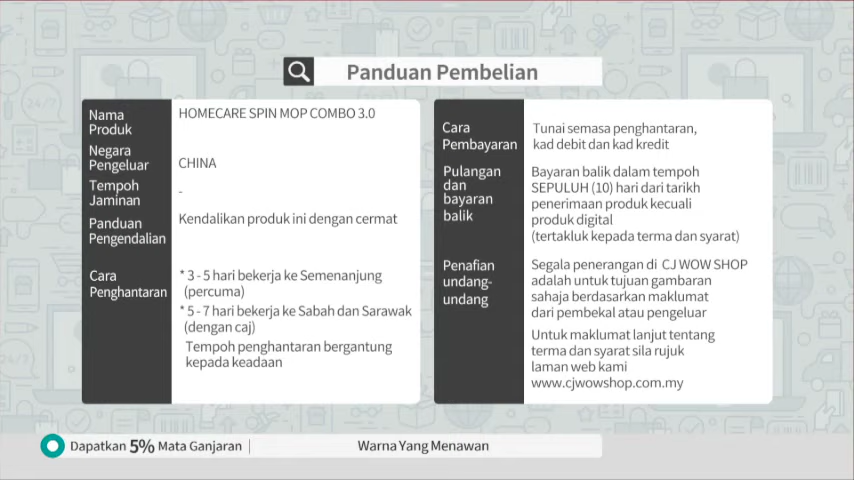 Panduan Pembelian
Nama
Produk
HOMECARE SPIN MOP COMBO 3.0
Negara
Pengeluar
CHINA
Tempoh
Jaminan
-
Panduan
Pengendalian
Kendalikan produk ini dengan cermat
Cara
Penghantaran
* 3 - 5 hari bekerja ke Semenanjung
(percuma)
* 5 - 7 hari bekerja ke Sabah dan Sarawak
(dengan caj)
Tempoh penghantaran bergantung
kepada keadaan
Cara
Pembayaran
Tunai semasa penghantaran,
kad debit dan kad kredit
Pulangan
dan
bayaran
balik
Bayaran balik dalam tempoh
SEPULUH (10) hari dari tarikh
penerimaan produk kecuali
produk digital
(tertakluk kepada terma dan syarat)
Penafian
undang-
undang
Segala penerangan di CJ WOW SHOP
adalah untuk tujuan gambaran
sahaja berdasarkan maklumat
dari pembekal atau pengeluar
Untuk maklumat lanjut tentang
terma dan syarat sila rujuk
laman web kami
www.cjwowshop.com.my
Dapatkan 5% Mata Ganjaran |
Warna Yang Menawan
24/7
24/7